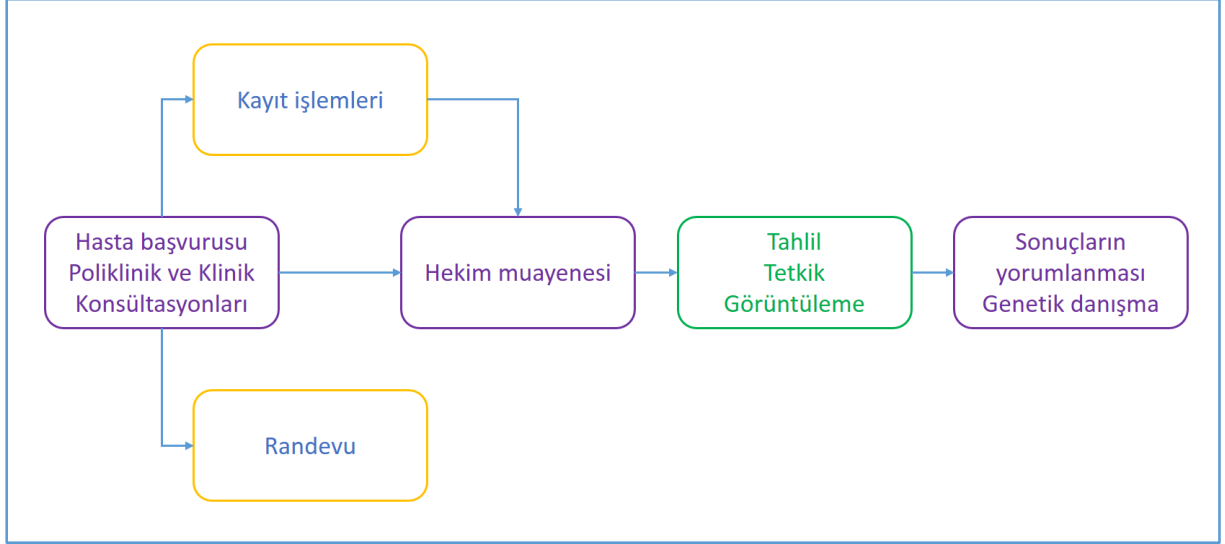 Kayıt işlemleri
Hasta başvurusu
Poliklinik ve Klinik
Konsültasyonları
Hekim muayenesi
Tahlil
Tetkik
Görüntüleme
Sonuçların
yorumlanması
Genetik danışma
Randevu